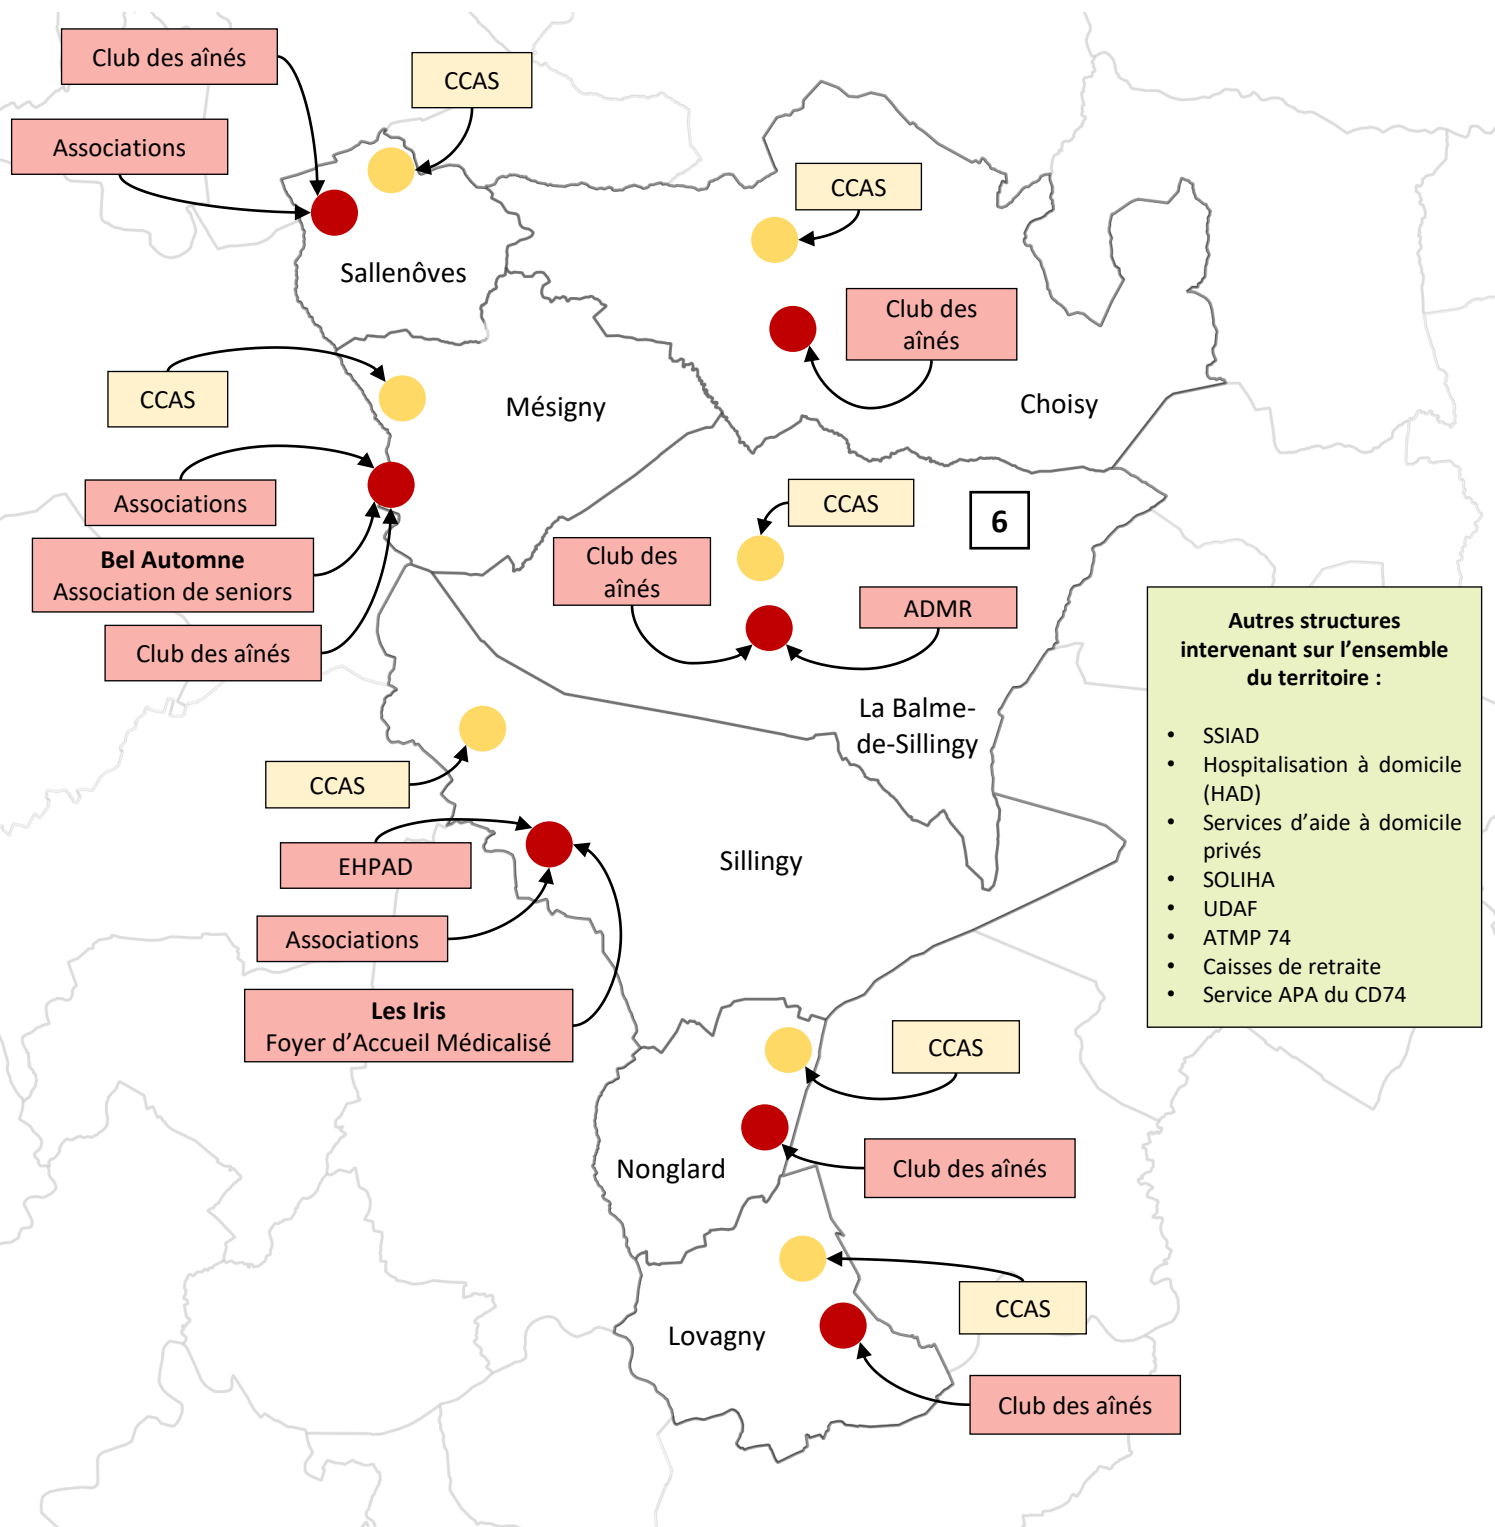 Club des aînés
CCAS
Associations
CCAS
Sallenôves
Club des
aînés
CCAS
Mésigny
Choisy
Associations
CCAS
6
Bel Automne
Association de seniors
Club des
aînés
ADMR
Club des aînés
La Balme-
de-Sillingy
CCAS
EHPAD
Sillingy
Associations
Les Iris
Foyer d’Accueil Médicalisé
CCAS
Nonglard
Club des aînés
CCAS
Lovagny
Club des aînés
Autres structures
intervenant sur l’ensemble
du territoire :
• SSIAD
• Hospitalisation à domicile
(HAD)
• Services d’aide à domicile
privés
• SOLIHA
• UDAF
• ATMP 74
• Caisses de retraite
• Service APA du CD74